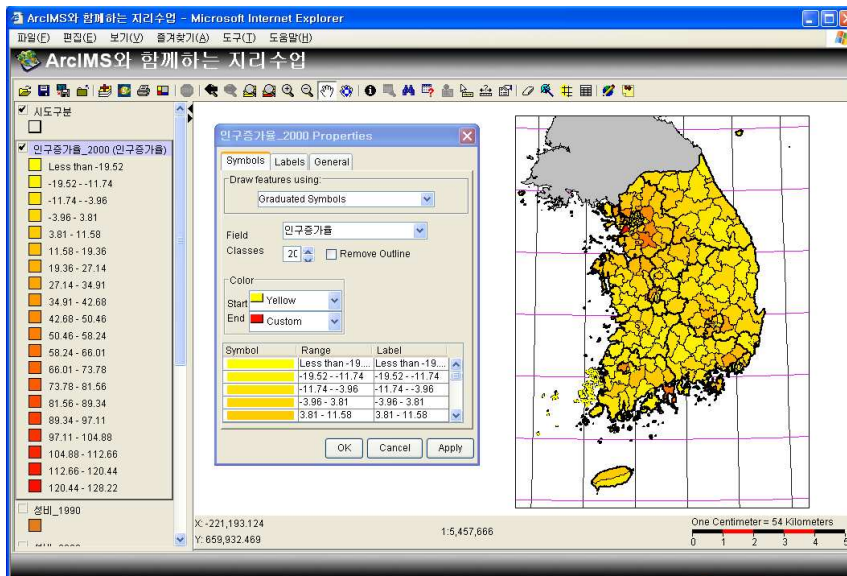 ArcIMS와 함께하는 지리수업 - Microsoft Internet Explorer
파일(F) 편집(E) 보기(V) 즐겨찾기(A) 도구(T) 도움말(H)
ArcIMS와 함께하는 지리수업
시도구분
인구증가율_2000 (인구증가율)
Less than -19.52
-19.52 - -11.74
-11.74 - -3.96
-3.96 - 3.81
3.81 - 11.58
11.58 - 19.36
19.36 - 27.14
27.14 - 34.91
34.91 - 42.68
42.68 - 50.46
50.46 - 58.24
58.24 - 66.01
66.01 - 73.78
73.78 - 81.56
81.56 - 89.34
89.34 - 97.11
97.11 - 104.88
104.88 - 112.66
112.66 - 120.44
120.44 - 128.22
성비_1990
인구증가율_2000 Properties
Symbols Labels General
Draw features using:
Graduated Symbols
Field 인구증가율
Classes 20 Remove Outline
Color
Start Yellow
End Custom
Symbol Range Label
Less than -19.... Less than -19....
-19.52 - -11.74 -19.52 - -11.74
-11.74 - -3.96 -11.74 - -3.96
-3.96 - 3.81 -3.96 - 3.81
3.81 - 11.58 3.81 - 11.58
OK Cancel Apply
X: -221,193.124
Y: 659,932.469
1:5,457,666
One Centimeter = 54 Kilometers
0 1 2 3 4 5